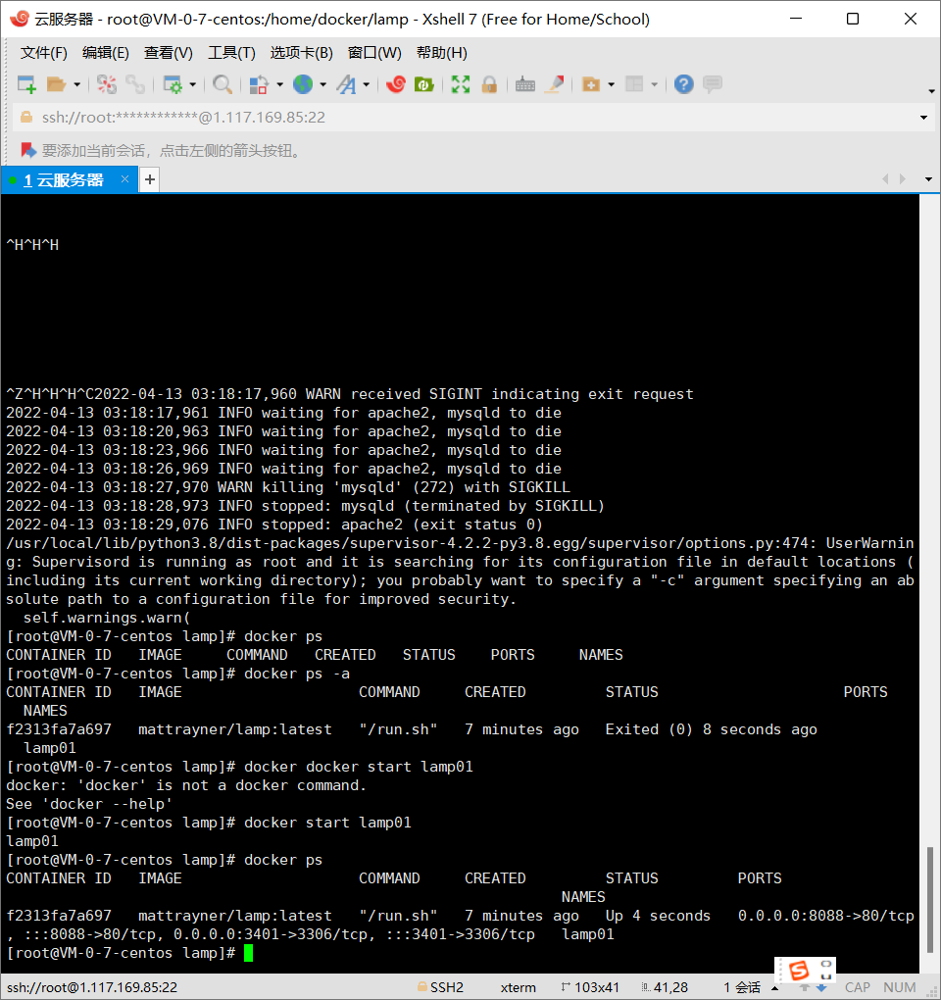 云服务器 - root@VM-0-7-centos:/home/docker/lamp - Xshell 7 (Free for Home/School)
文件(F) 编辑(E) 查看(V) 工具(T) 选项卡(B) 窗口(W) 帮助(H)
ssh://root:************@1.117.169.85:22
要添加当前会话，点击左侧的箭头按钮。
1 云服务器
^H^H^H
^Z^H^H^H^C2022-04-13 03:18:17,960 WARN received SIGINT indicating exit request
2022-04-13 03:18:17,961 INFO waiting for apache2, mysqld to die
2022-04-13 03:18:20,963 INFO waiting for apache2, mysqld to die
2022-04-13 03:18:23,966 INFO waiting for apache2, mysqld to die
2022-04-13 03:18:26,969 INFO waiting for apache2, mysqld to die
2022-04-13 03:18:27,970 WARN killing 'mysqld' (272) with SIGKILL
2022-04-13 03:18:28,973 INFO stopped: mysqld (terminated by SIGKILL)
2022-04-13 03:18:29,076 INFO stopped: apache2 (exit status 0)
/usr/local/lib/python3.8/dist-packages/supervisor-4.2.2-py3.8.egg/supervisor/options.py:474: UserWarnin
g: Supervisord is running as root and it is searching for its configuration file in default locations (
including its current working directory); you probably want to specify a "-c" argument specifying an ab
solute path to a configuration file for improved security.
  self.warnings.warn(
[root@VM-0-7-centos lamp]# docker ps
CONTAINER ID   IMAGE     COMMAND   CREATED   STATUS    PORTS     NAMES
[root@VM-0-7-centos lamp]# docker ps -a
CONTAINER ID   IMAGE                    COMMAND     CREATED         STATUS                     PORTS
  NAMES
f2313fa7a697   mattrayner/lamp:latest   "/run.sh"   7 minutes ago   Exited (0) 8 seconds ago
  lamp01
[root@VM-0-7-centos lamp]# docker docker start lamp01
docker: 'docker' is not a docker command.
See 'docker --help'
[root@VM-0-7-centos lamp]# docker start lamp01
lamp01
[root@VM-0-7-centos lamp]# docker ps
CONTAINER ID   IMAGE                    COMMAND     CREATED         STATUS         PORTS
                                                               NAMES
f2313fa7a697   mattrayner/lamp:latest   "/run.sh"   7 minutes ago   Up 4 seconds   0.0.0.0:8088->80/tcp
, :::8088->80/tcp, 0.0.0.0:3401->3306/tcp, :::3401->3306/tcp   lamp01
[root@VM-0-7-centos lamp]#
ssh://root@1.117.169.85:22 SSH2 xterm 103x41 41,28 1 会话 CAP NUM